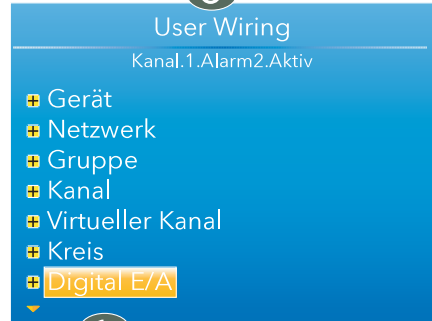 User Wiring
Kanal.1.Alarm2.Aktiv
Gerät
Netzwerk
Gruppe
Kanal
Virtueller Kanal
Kreis
Digital E/A